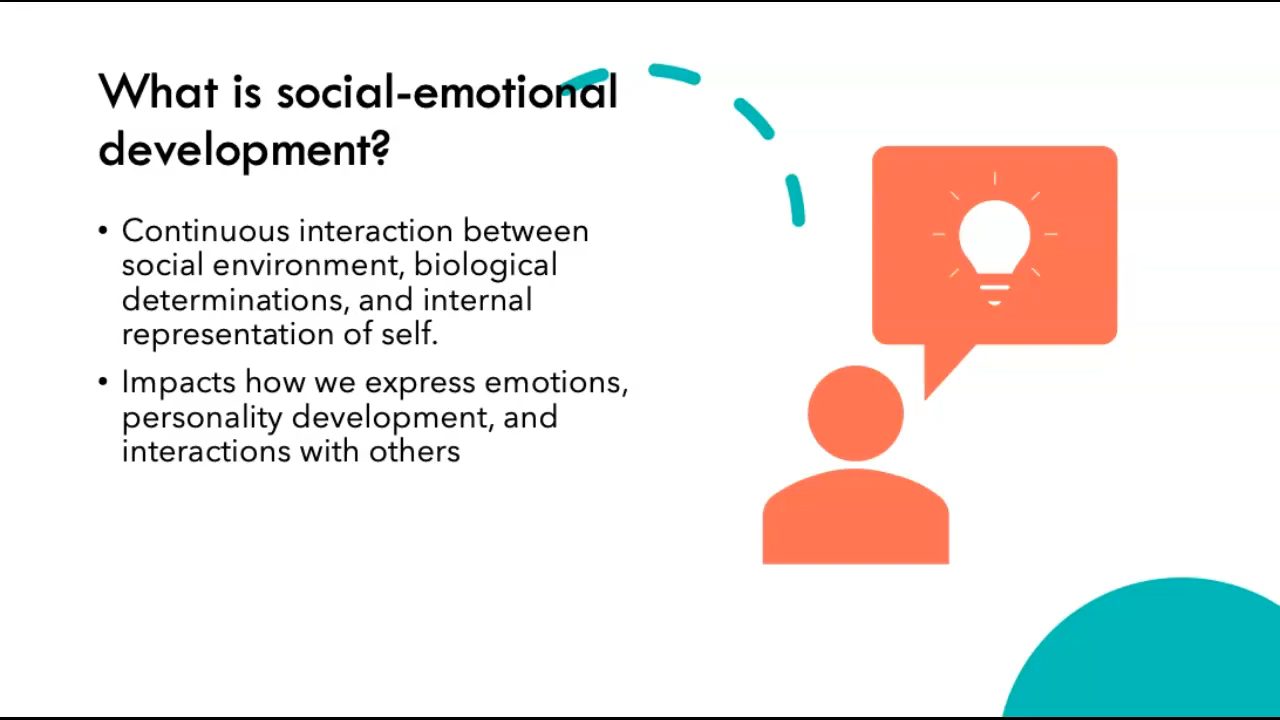 What is social-emotional
development?
• Continuous interaction between
social environment, biological
determinations, and internal
representation of self.
• Impacts how we express emotions,
personality development, and
interactions with others